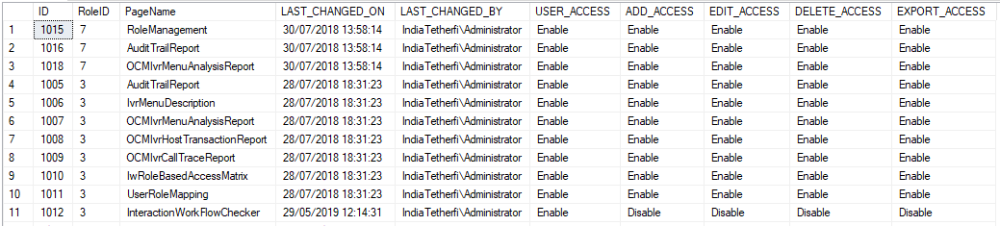 ID RoleID PageName LAST_CHANGED_ON LAST_CHANGED_BY USER_ACCESS ADD_ACCESS EDIT_ACCESS DELETE_ACCESS EXPORT_ACCESS
1 1015 7 RoleManagement 30/07/2018 13:58:14 IndiaTetherfi\Administrator Enable Enable Enable Enable Enable
2 1016 7 AuditTrailReport 30/07/2018 13:58:14 IndiaTetherfi\Administrator Enable Enable Enable Enable Enable
3 1018 7 OCMIvrMenuAnalysisReport 30/07/2018 13:58:14 IndiaTetherfi\Administrator Enable Enable Enable Enable Enable
4 1005 3 AuditTrailReport 28/07/2018 18:31:23 IndiaTetherfi\Administrator Enable Enable Enable Enable Enable
5 1006 3 IvrMenuDescription 28/07/2018 18:31:23 IndiaTetherfi\Administrator Enable Enable Enable Enable Enable
6 1007 3 OCMIvrMenuAnalysisReport 28/07/2018 18:31:23 IndiaTetherfi\Administrator Enable Enable Enable Enable Enable
7 1008 3 OCMIvrHostTransactionReport 28/07/2018 18:31:23 IndiaTetherfi\Administrator Enable Enable Enable Enable Enable
8 1009 3 OCMIvrCallTraceReport 28/07/2018 18:31:23 IndiaTetherfi\Administrator Enable Enable Enable Enable Enable
9 1010 3 IwRoleBasedAccessMatrix 28/07/2018 18:31:23 IndiaTetherfi\Administrator Enable Enable Enable Enable Enable
10 1011 3 UserRoleMapping 28/07/2018 18:31:23 IndiaTetherfi\Administrator Enable Enable Enable Enable Enable
11 1012 3 InteractionWorkFlowChecker 29/05/2019 12:14:31 IndiaTetherfi\Administrator Enable Disable Disable Disable Disable